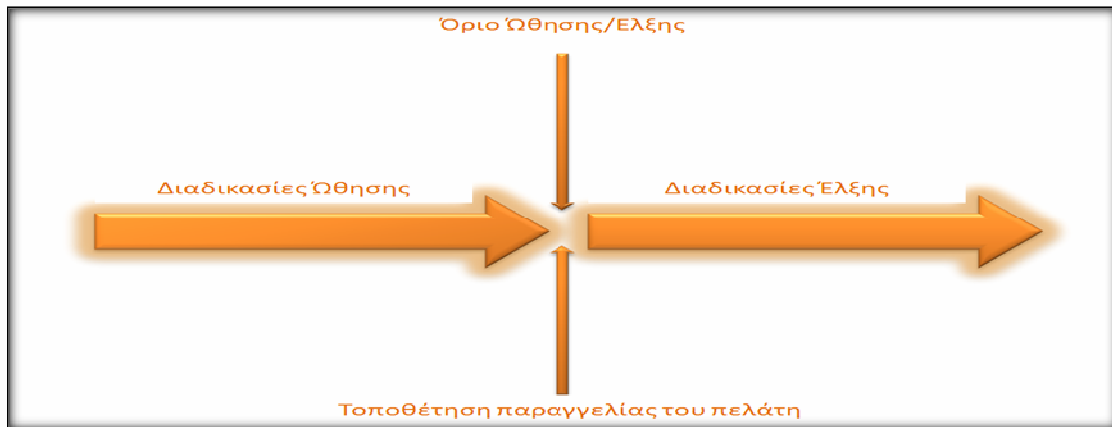 Όριο Ώθησης/Ελξης
Διαδικασίες Ώθησης
Διαδικασίες Έλξης
Τοποθέτηση παραγγελίας του πελάτη